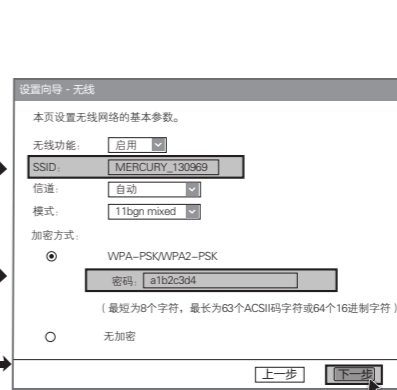 设置向导 - 无线
本页设置无线网络的基本参数。
无线功能： 启用
SSID： MERCURY_130969
信道： 自动
模式： 11bgn mixed
加密方式：
WPA-PSK/WPA2-PSK
密码： a1b2c3d4
（最短为8个字符，最长为63个ACSII码字符或64个16进制字符）
无加密
上一步 下一步